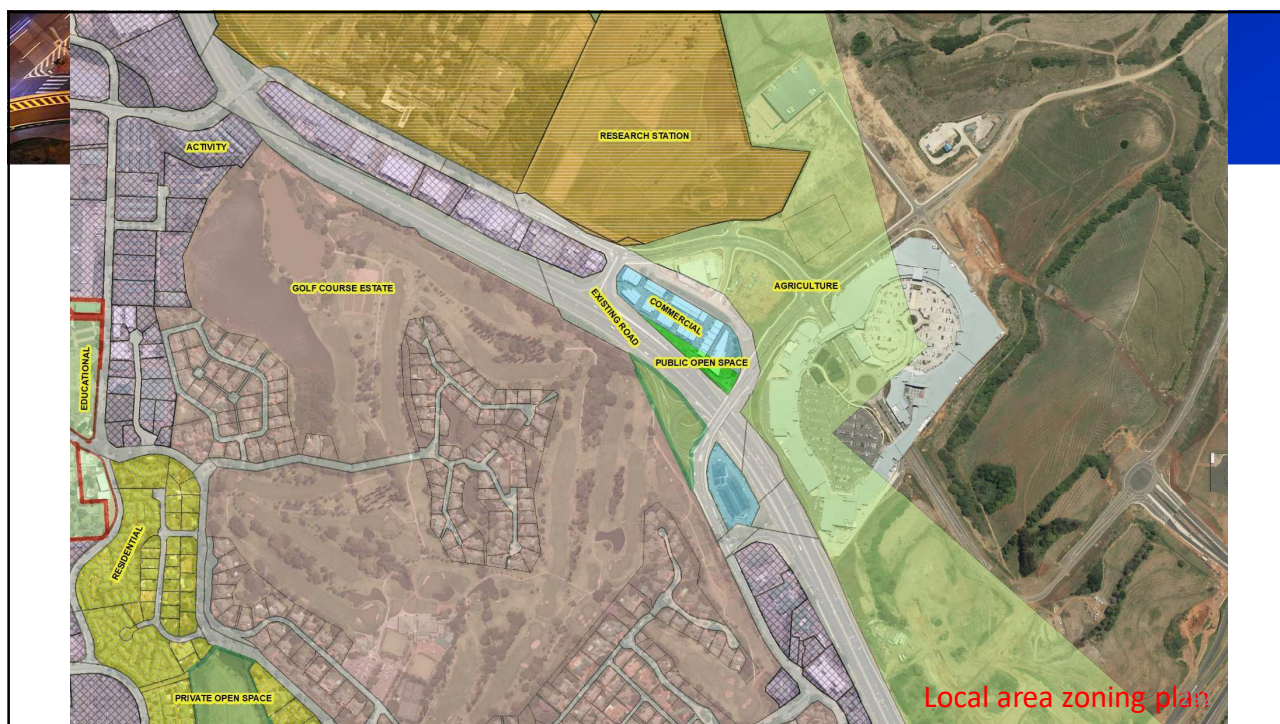 RESEARCH STATION
ACTIVITY
GOLF COURSE ESTATE
AGRICULTURE
COMMERCIAL
EXISTING ROAD
PUBLIC OPEN SPACE
EDUCATIONAL
RESIDENTIAL
PRIVATE OPEN SPACE
Local area zoning plan